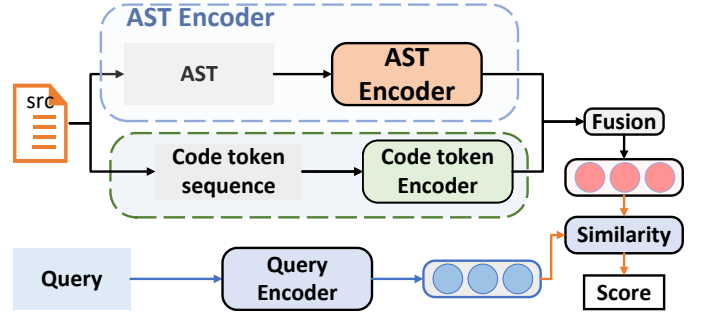 AST Encoder
AST
AST
Encoder
src
Fusion
Code token
sequence
Code token
Encoder
Similarity
Query
Query
Encoder
Score